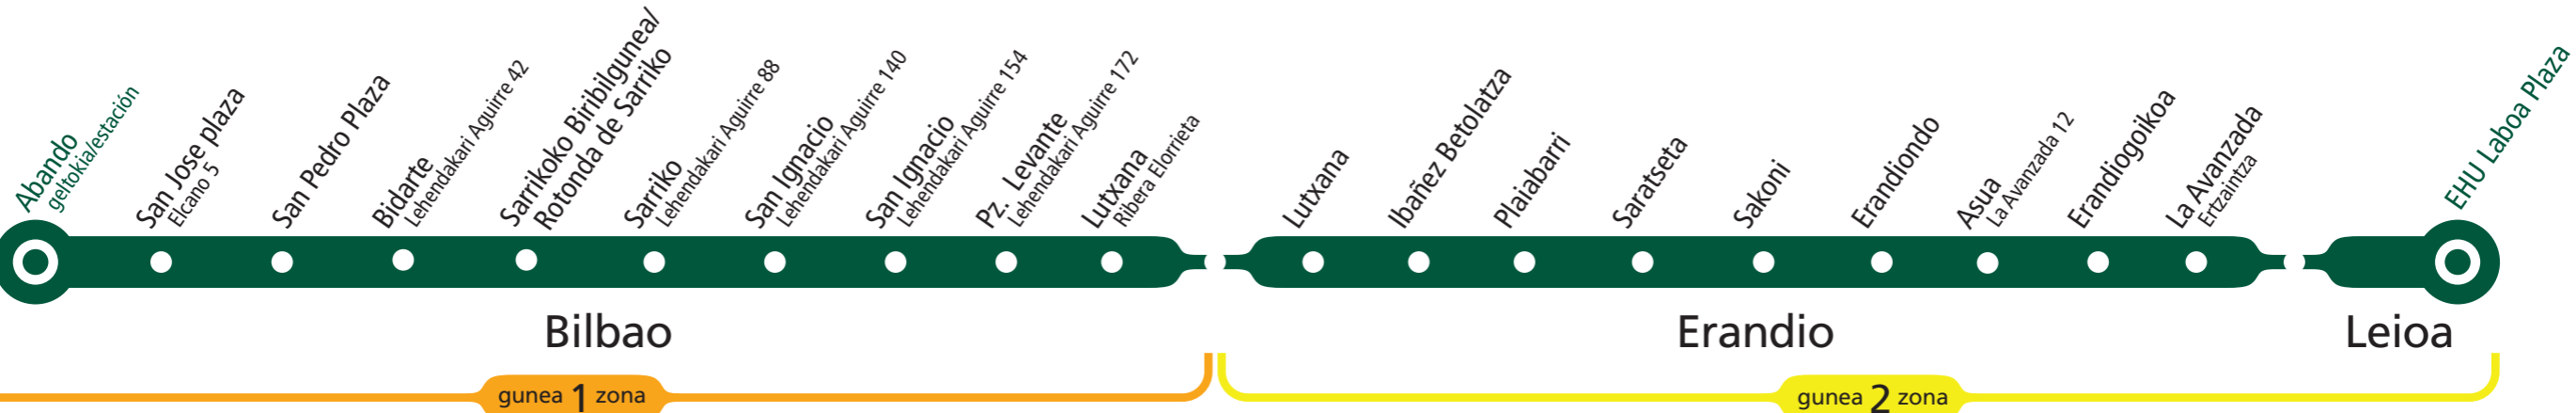 Abando
geltokia/estación
San Jose plaza
Elcano 5
San Pedro Plaza
Bidarte
Lehendakari Aguirre 42
Sarrikoko Biribilgunea/
Rotonda de Sarriko
Sarriko
Lehendakari Aguirre 88
San Ignacio
Lehendakari Aguirre 140
San Ignacio
Lehendakari Aguirre 154
Pz. Levante
Lehendakari Aguirre 172
Lutxana
Ribera Elorrieta
Lutxana
Ibañez Betolatza
Plaiabarri
Saratseta
Sakoni
Erandiondo
Asua
La Avanzada 12
Erandiogoikoa
La Avanzada
Ertzaintza
EHU Laboa Plaza
Bilbao
Erandio
Leioa
gunea 1 zona
gunea 2 zona